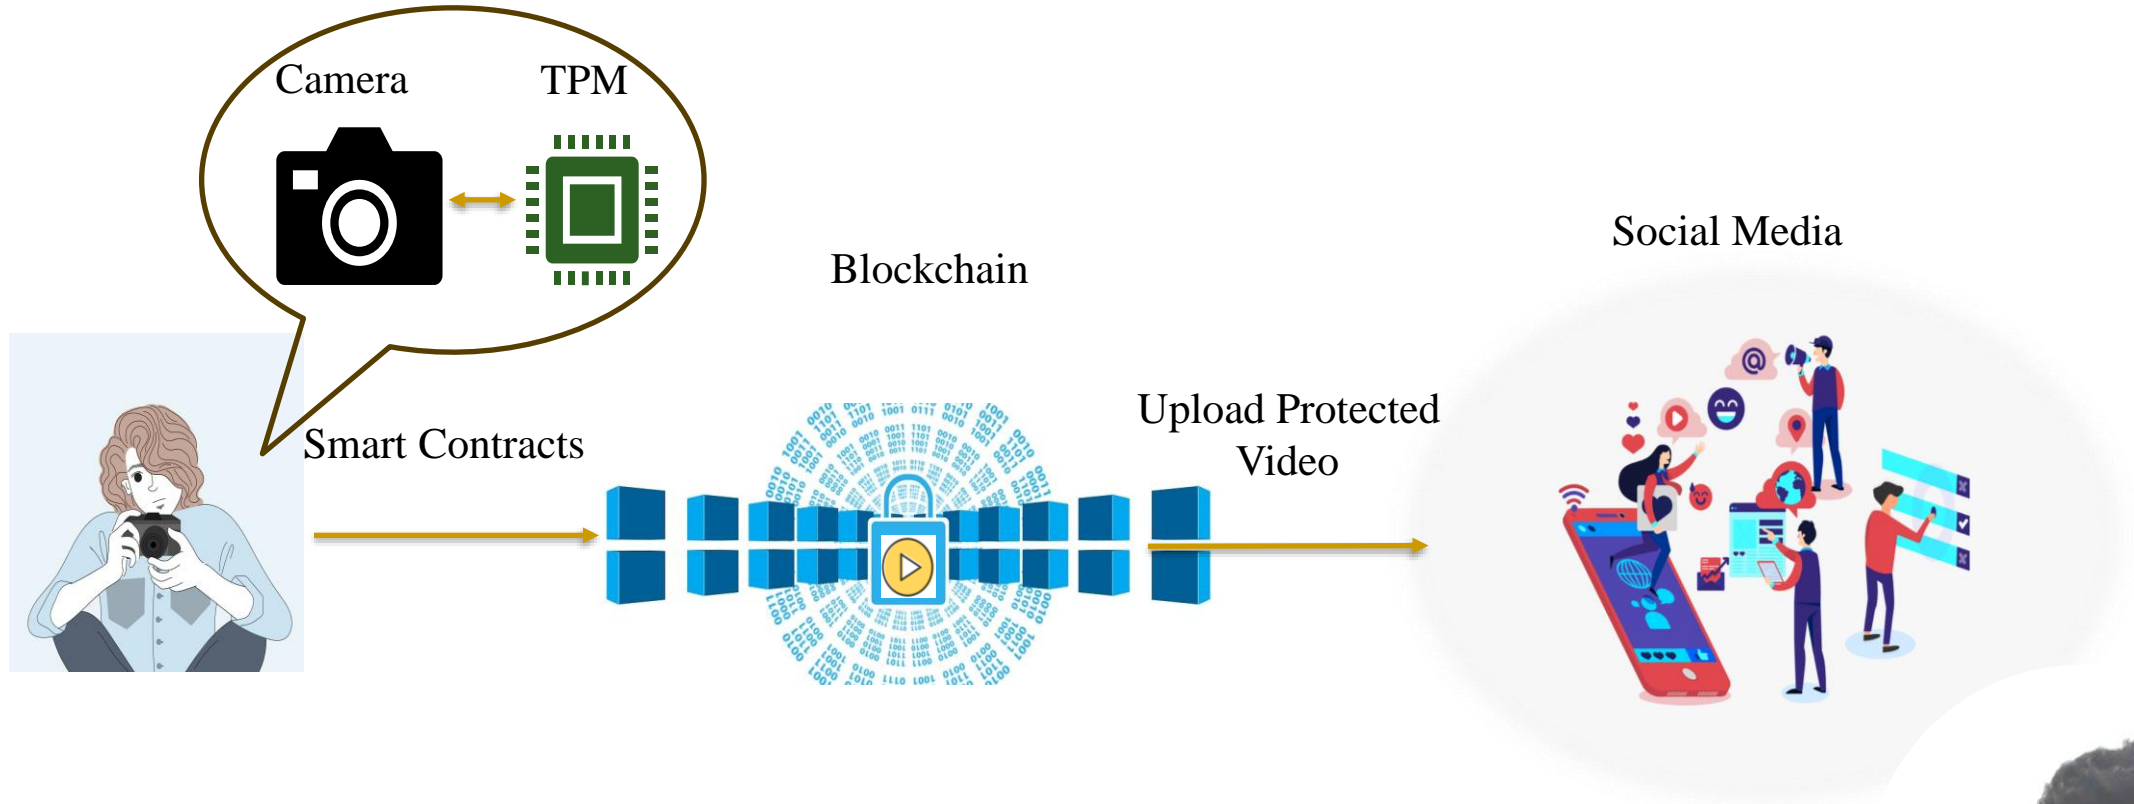 Camera
TPM
Blockchain
Social Media
Smart Contracts
Upload Protected
Video